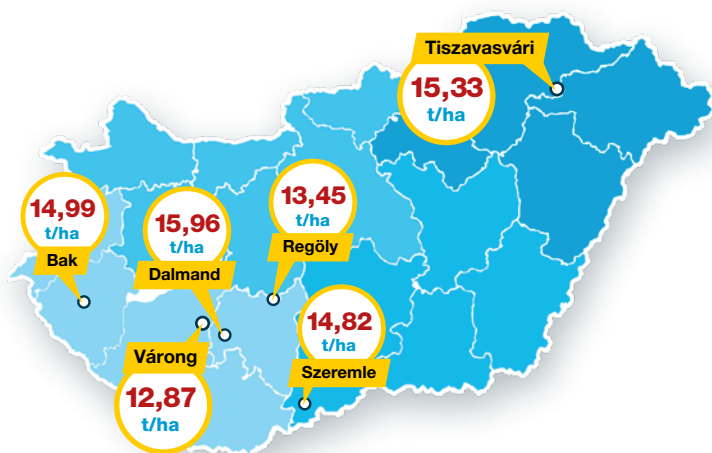 Tiszavasvári
15,33
t/ha
14,99
t/ha
Bak
15,96
t/ha
Dalmand
13,45
t/ha
Regöly
14,82
t/ha
Szeremle
Várong
12,87
t/ha